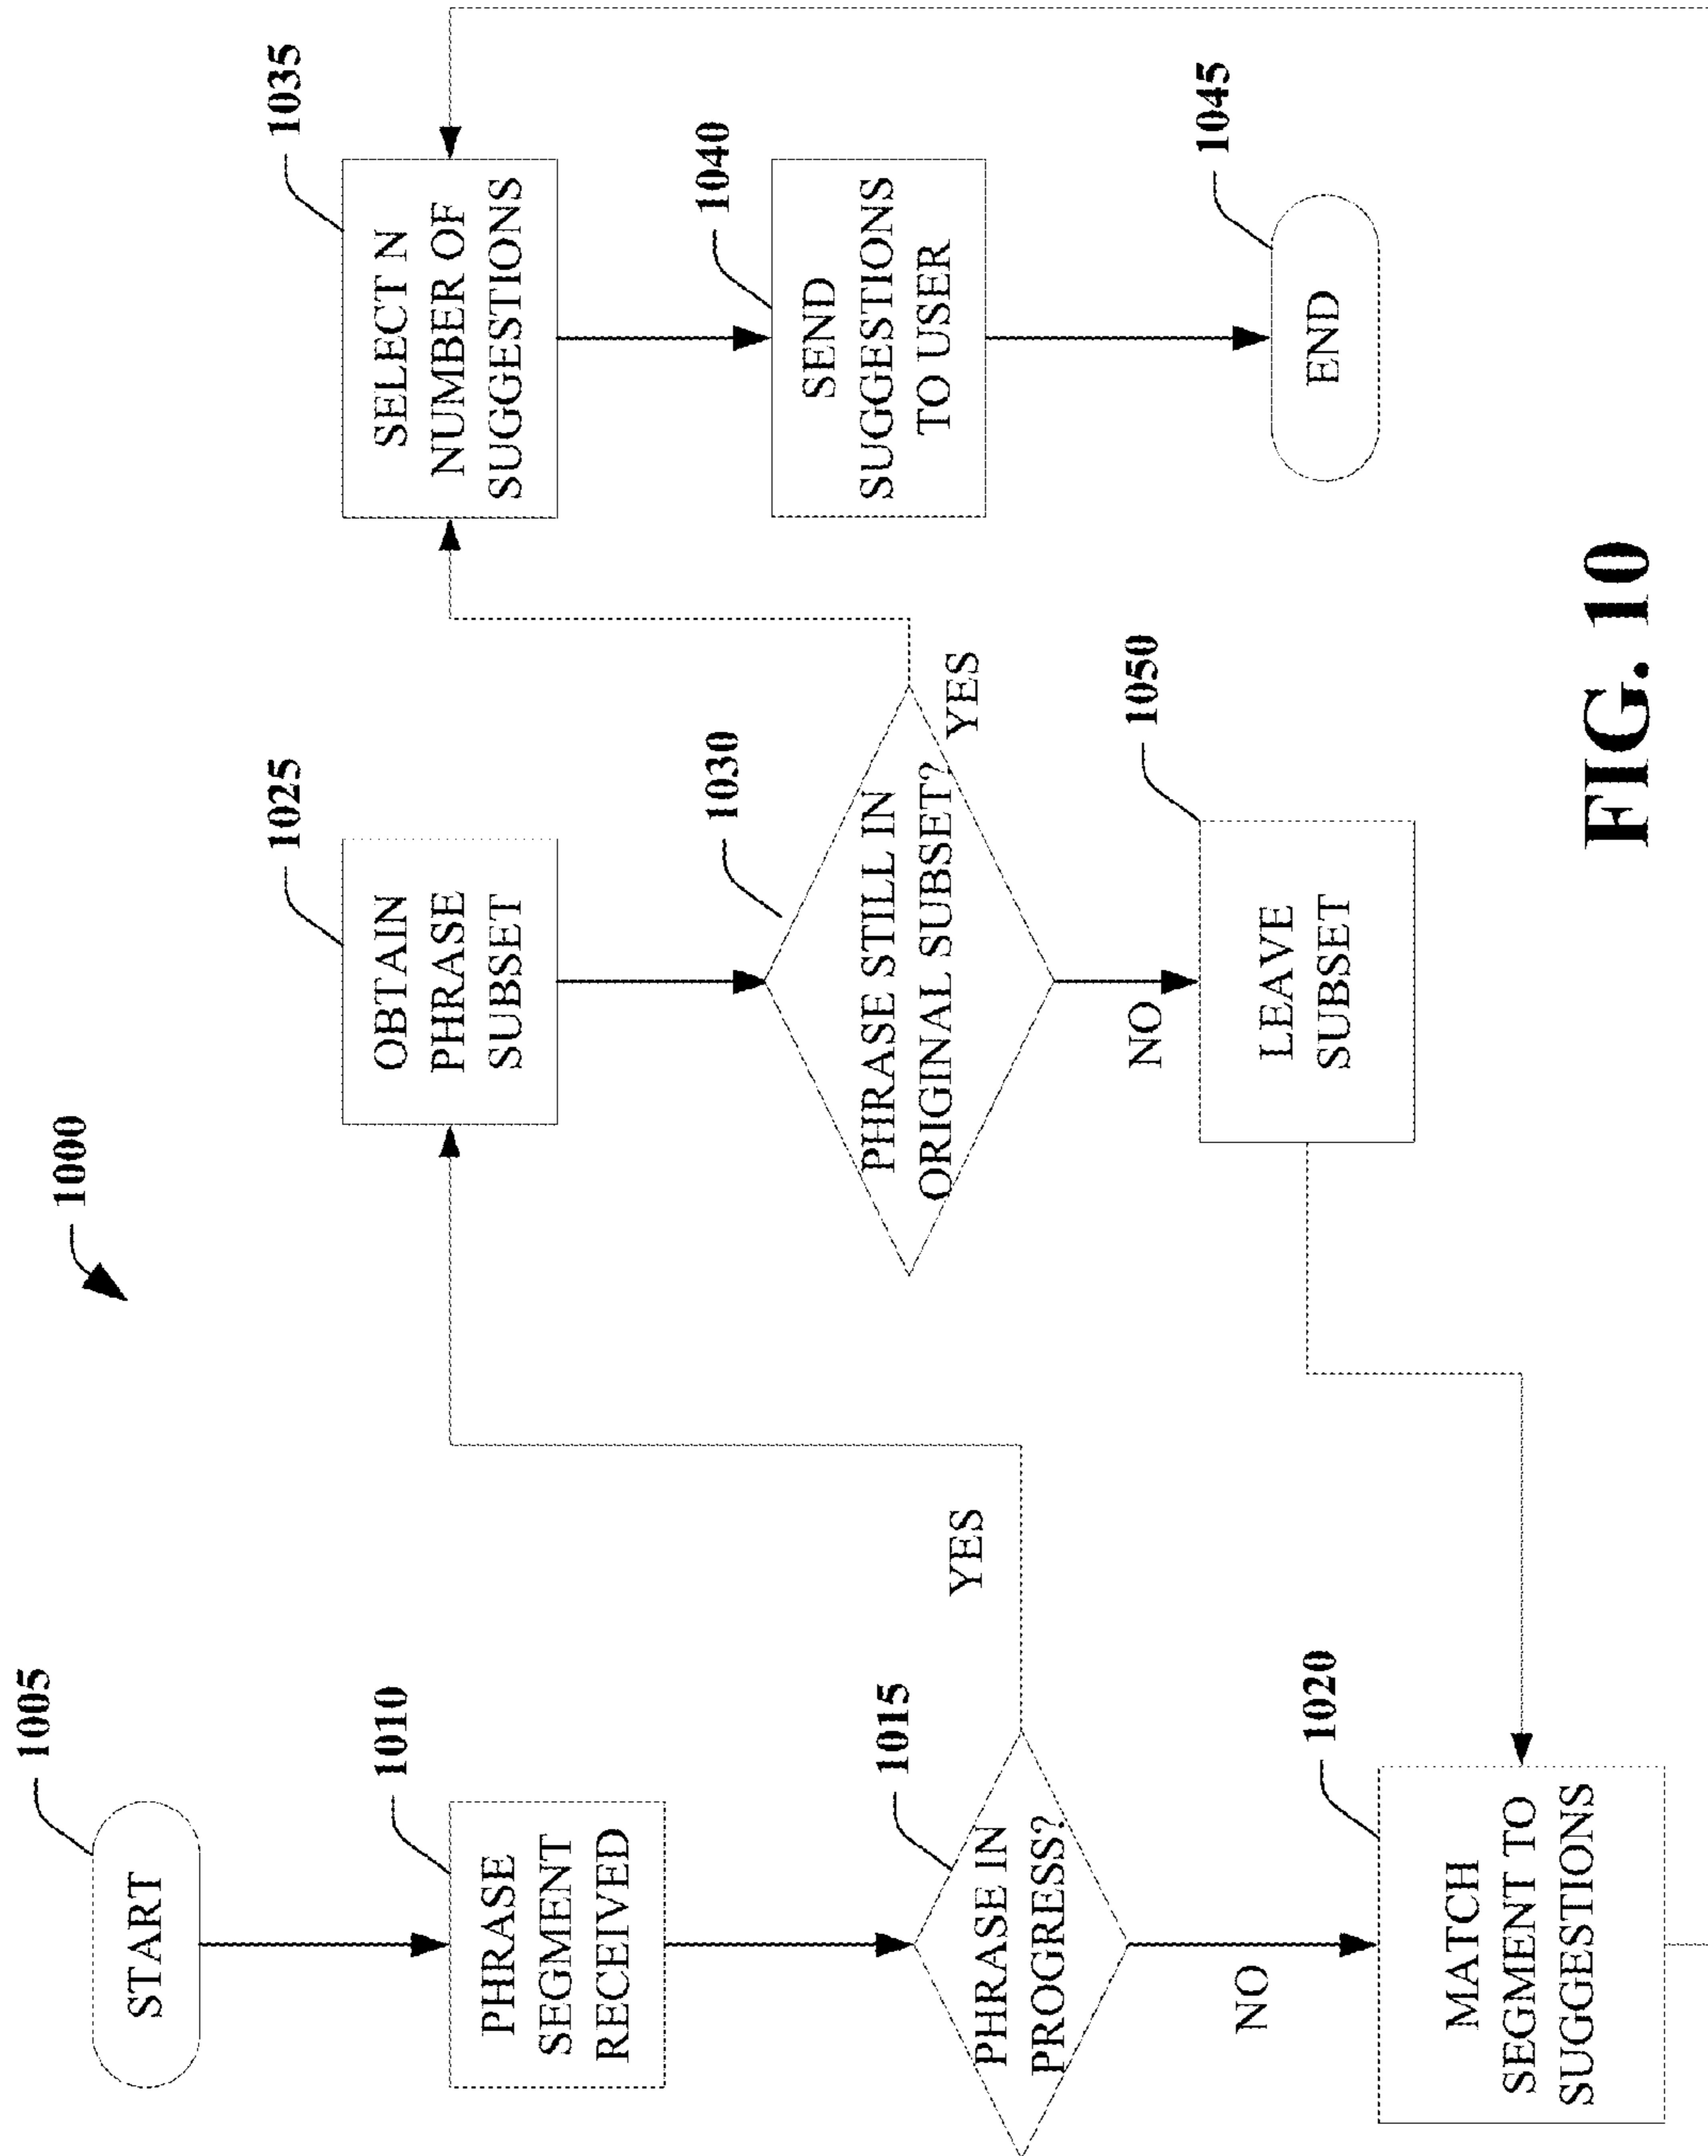 1000
1005
START
1010
PHRASE
SEGMENT
RECEIVED
1015
PHRASE IN
PROGRESS?
YES
NO
1020
MATCH
SEGMENT TO
SUGGESTIONS
1025
OBTAIN
PHRASE
SUBSET
1030
PHRASE STILL IN
ORIGINAL SUBSET?
YES
NO
1050
LEAVE
SUBSET
1035
SELECT N
NUMBER OF
SUGGESTIONS
1040
SEND
SUGGESTIONS
TO USER
1045
END
FIG. 10